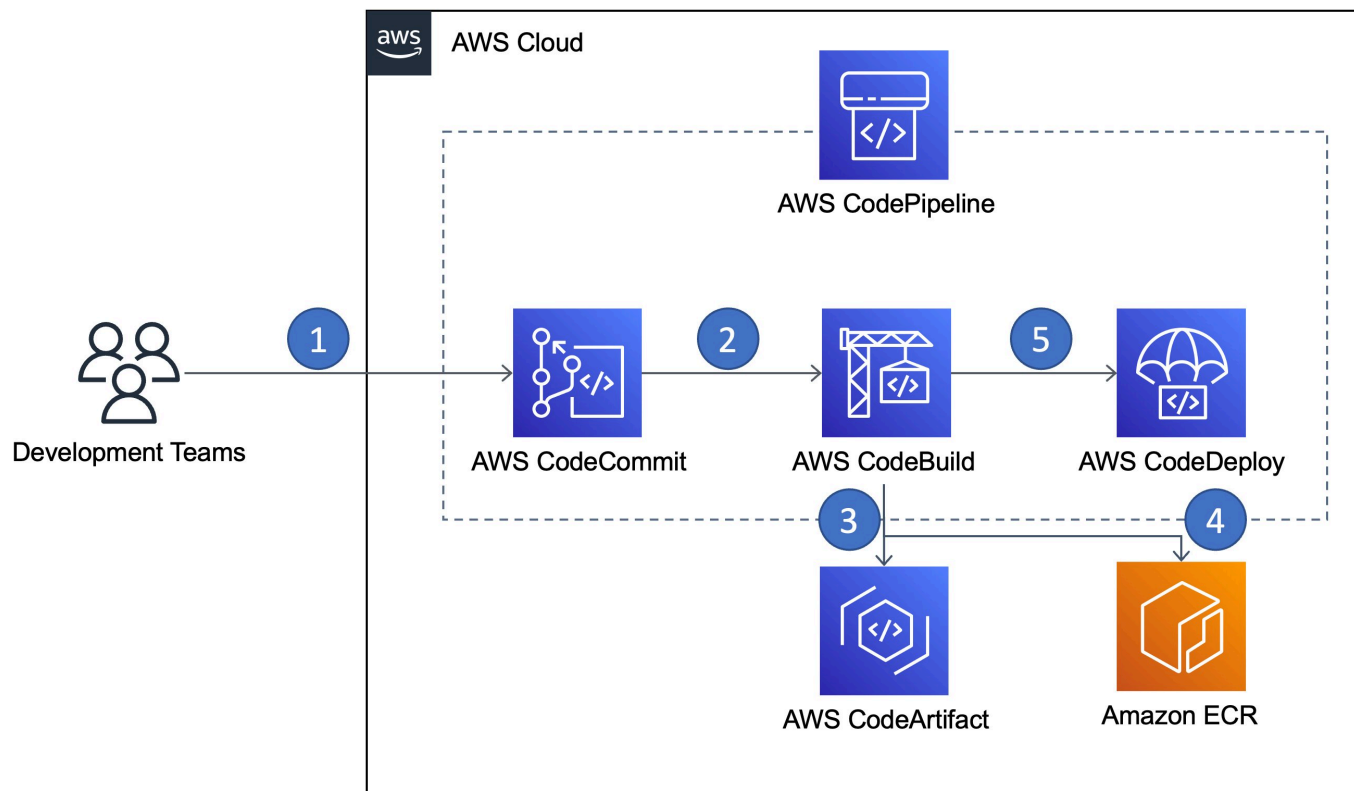 aws
AWS Cloud
</>
AWS CodePipeline
1
2
5
</>
</>
</>
Development Teams
AWS CodeCommit
AWS CodeBuild
AWS CodeDeploy
3
4
</>
AWS CodeArtifact
Amazon ECR